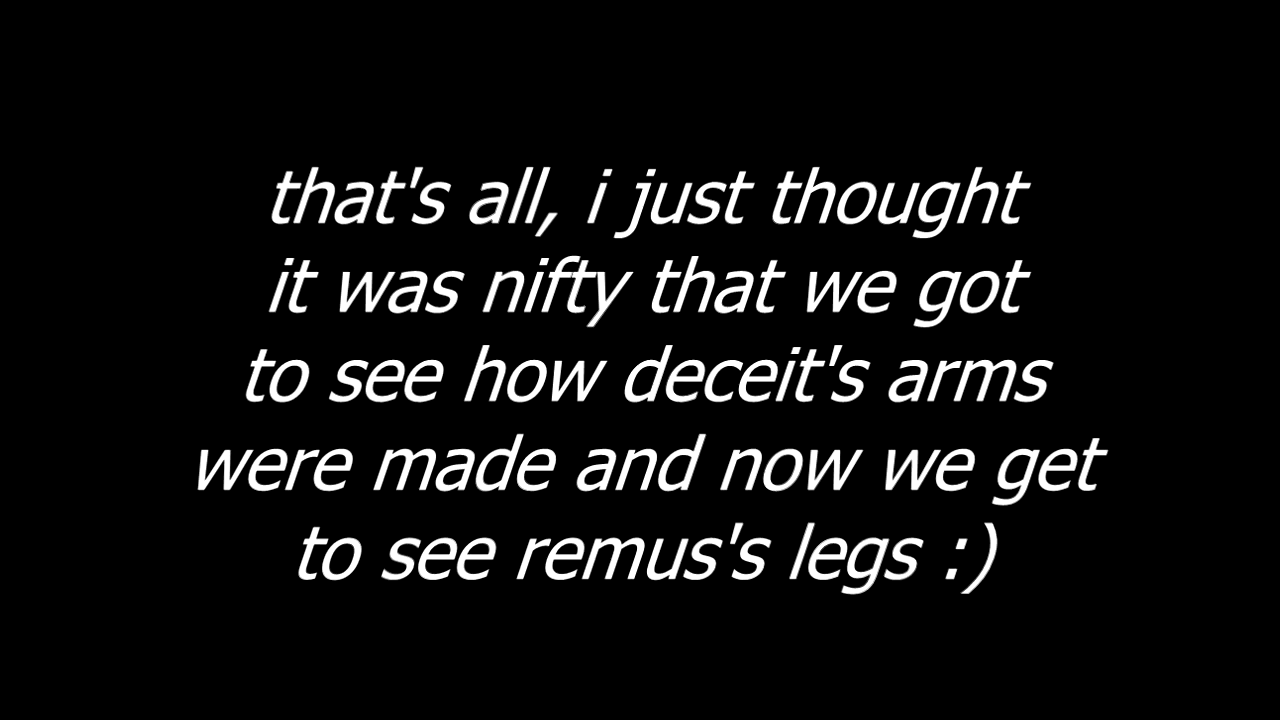 that's all, i just thought
it was nifty that we got
to see how deceit's arms
were made and now we get
to see remus's legs :)